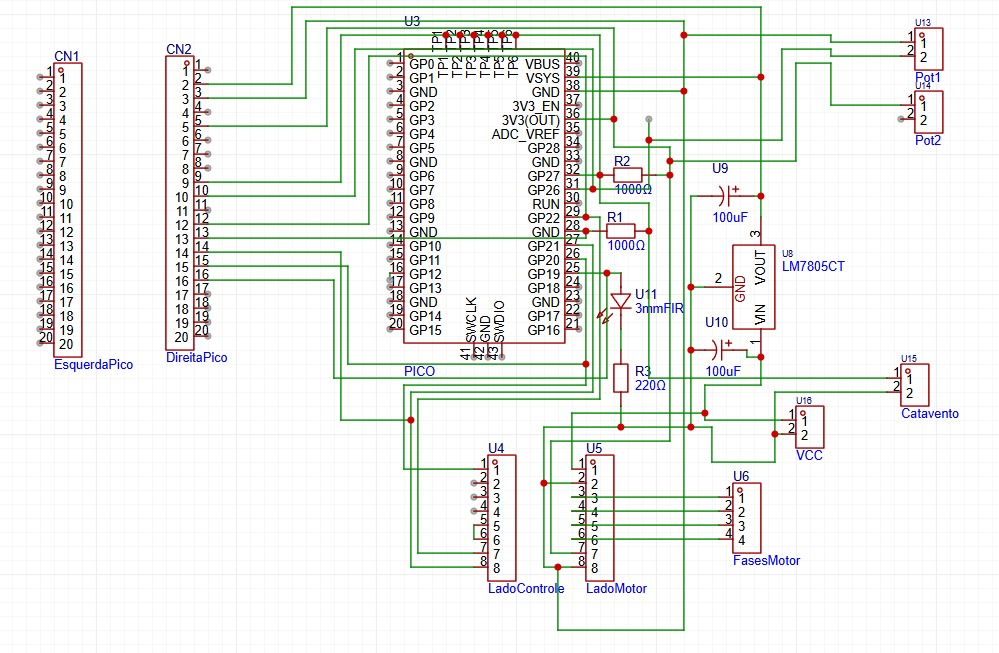 CN1
1
2
3
4
5
6
7
8
9
10
11
12
13
14
15
16
17
18
19
20
1
2
3
4
5
6
7
8
9
10
11
12
13
14
15
16
17
18
19
20
EsquerdaPico
CN2
1
2
3
4
5
6
7
8
9
10
11
12
13
14
15
16
17
18
19
20
1
2
3
4
5
6
7
8
9
10
11
12
13
14
15
16
17
18
19
20
DireitaPico
U3
TP1
TP2
TP3
TP4
TP5
TP6
TP1
TP2
TP3
TP4
TP5
TP6
1 GP0 VBUS 40
2 GP1 VSYS 39
3 GND GND 38
4 GP2 3V3_EN 37
5 GP3 3V3(OUT) 36
6 GP4 ADC_VREF 35
7 GP5 GP28 34
8 GND GND 33
9 GP6 GP27 32
10 GP7 GP26 31
11 GP8 RUN 30
12 GP9 GP22 29
13 GND GND 28
14 GP10 GP21 27
15 GP11 GP20 26
16 GP12 GP19 25
17 GP13 GP18 24
18 GND GND 23
19 GP14 GP17 22
20 GP15 GP16 21
SWCLK
GND
SWDIO
41
42
43
PICO
R2
1000Ω
R1
1000Ω
U11
3mmFIR
R3
220Ω
U9
100uF
U8
LM7805CT
3
VOUT
2
GND
VIN
1
U10
100uF
U13
1 1
2 2
Pot1
U14
1 1
2 2
Pot2
U15
1 1
2 2
Catavento
U16
1 1
2 2
VCC
U4
1 1
2 2
3 3
4 4
5 5
6 6
7 7
8 8
LadoControle
U5
1 1
2 2
3 3
4 4
5 5
6 6
7 7
8 8
LadoMotor
U6
1 1
2 2
3 3
4 4
FasesMotor